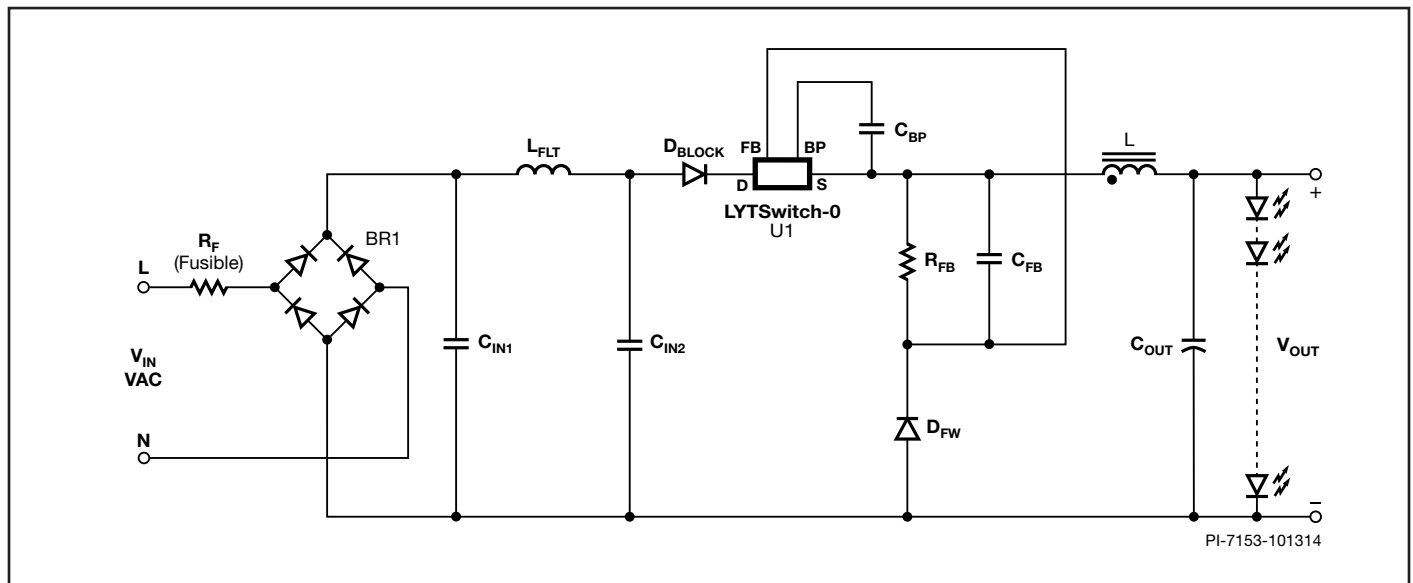 FB
BP
C_BP
L_FLT
D_BLOCK
L
D
S
+
LYTSwitch-0
U1
R_F
(Fusible)
BR1
L
R_FB
C_FB
C_IN1
C_IN2
C_OUT
V_OUT
V_IN
VAC
D_FW
N
−
PI-7153-101314